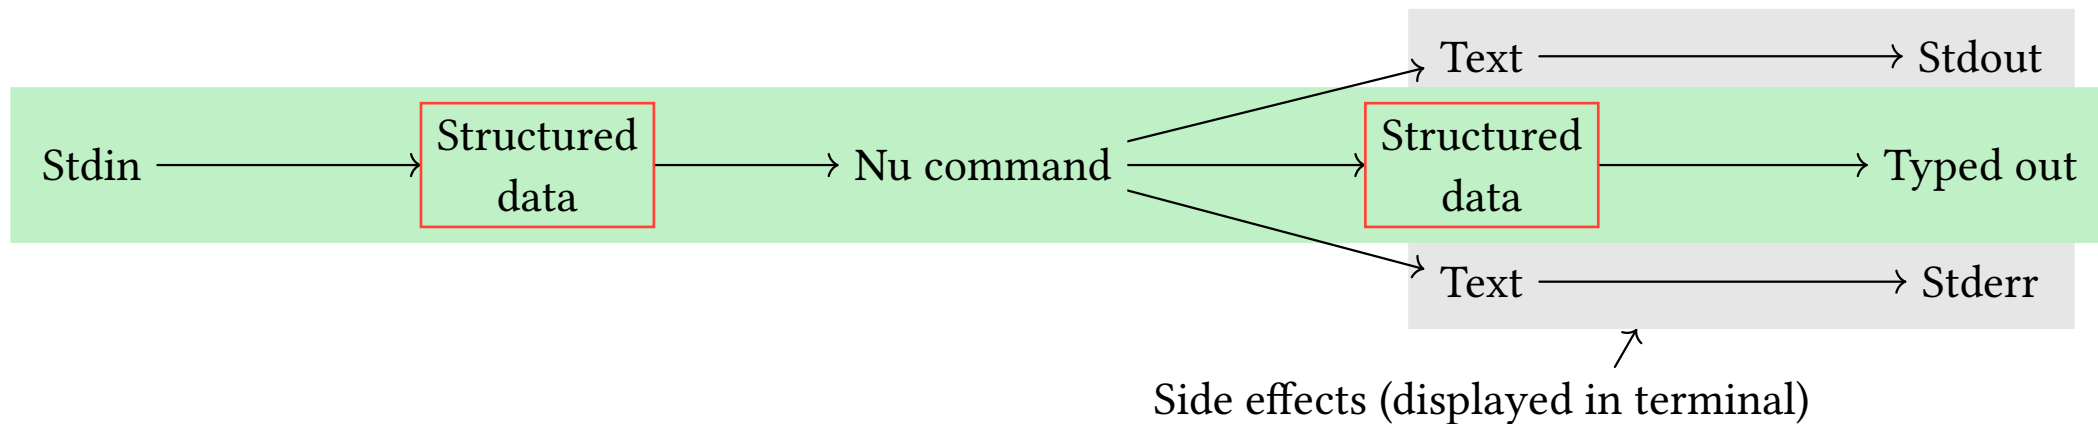 Text
Stdout
Stdin
Structured
data
Nu command
Structured
data
Typed out
Text
Stderr
Side effects (displayed in terminal)